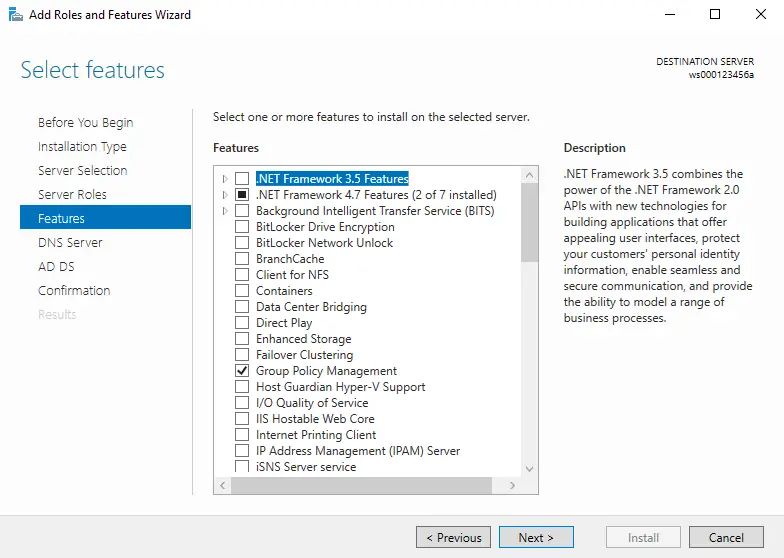 Add Roles and Features Wizard
Select features
DESTINATION SERVER
ws000123456a
Before You Begin
Installation Type
Server Selection
Server Roles
Features
DNS Server
AD DS
Confirmation
Results
Select one or more features to install on the selected server.
Features
.NET Framework 3.5 Features
.NET Framework 4.7 Features (2 of 7 installed)
Background Intelligent Transfer Service (BITS)
BitLocker Drive Encryption
BitLocker Network Unlock
BranchCache
Client for NFS
Containers
Data Center Bridging
Direct Play
Enhanced Storage
Failover Clustering
Group Policy Management
Host Guardian Hyper-V Support
I/O Quality of Service
IIS Hostable Web Core
Internet Printing Client
IP Address Management (IPAM) Server
iSNS Server service
Description
.NET Framework 3.5 combines the
power of the .NET Framework 2.0
APIs with new technologies for
building applications that offer
appealing user interfaces, protect
your customers' personal identity
information, enable seamless and
secure communication, and provide
the ability to model a range of
business processes.
< Previous
Next >
Install
Cancel